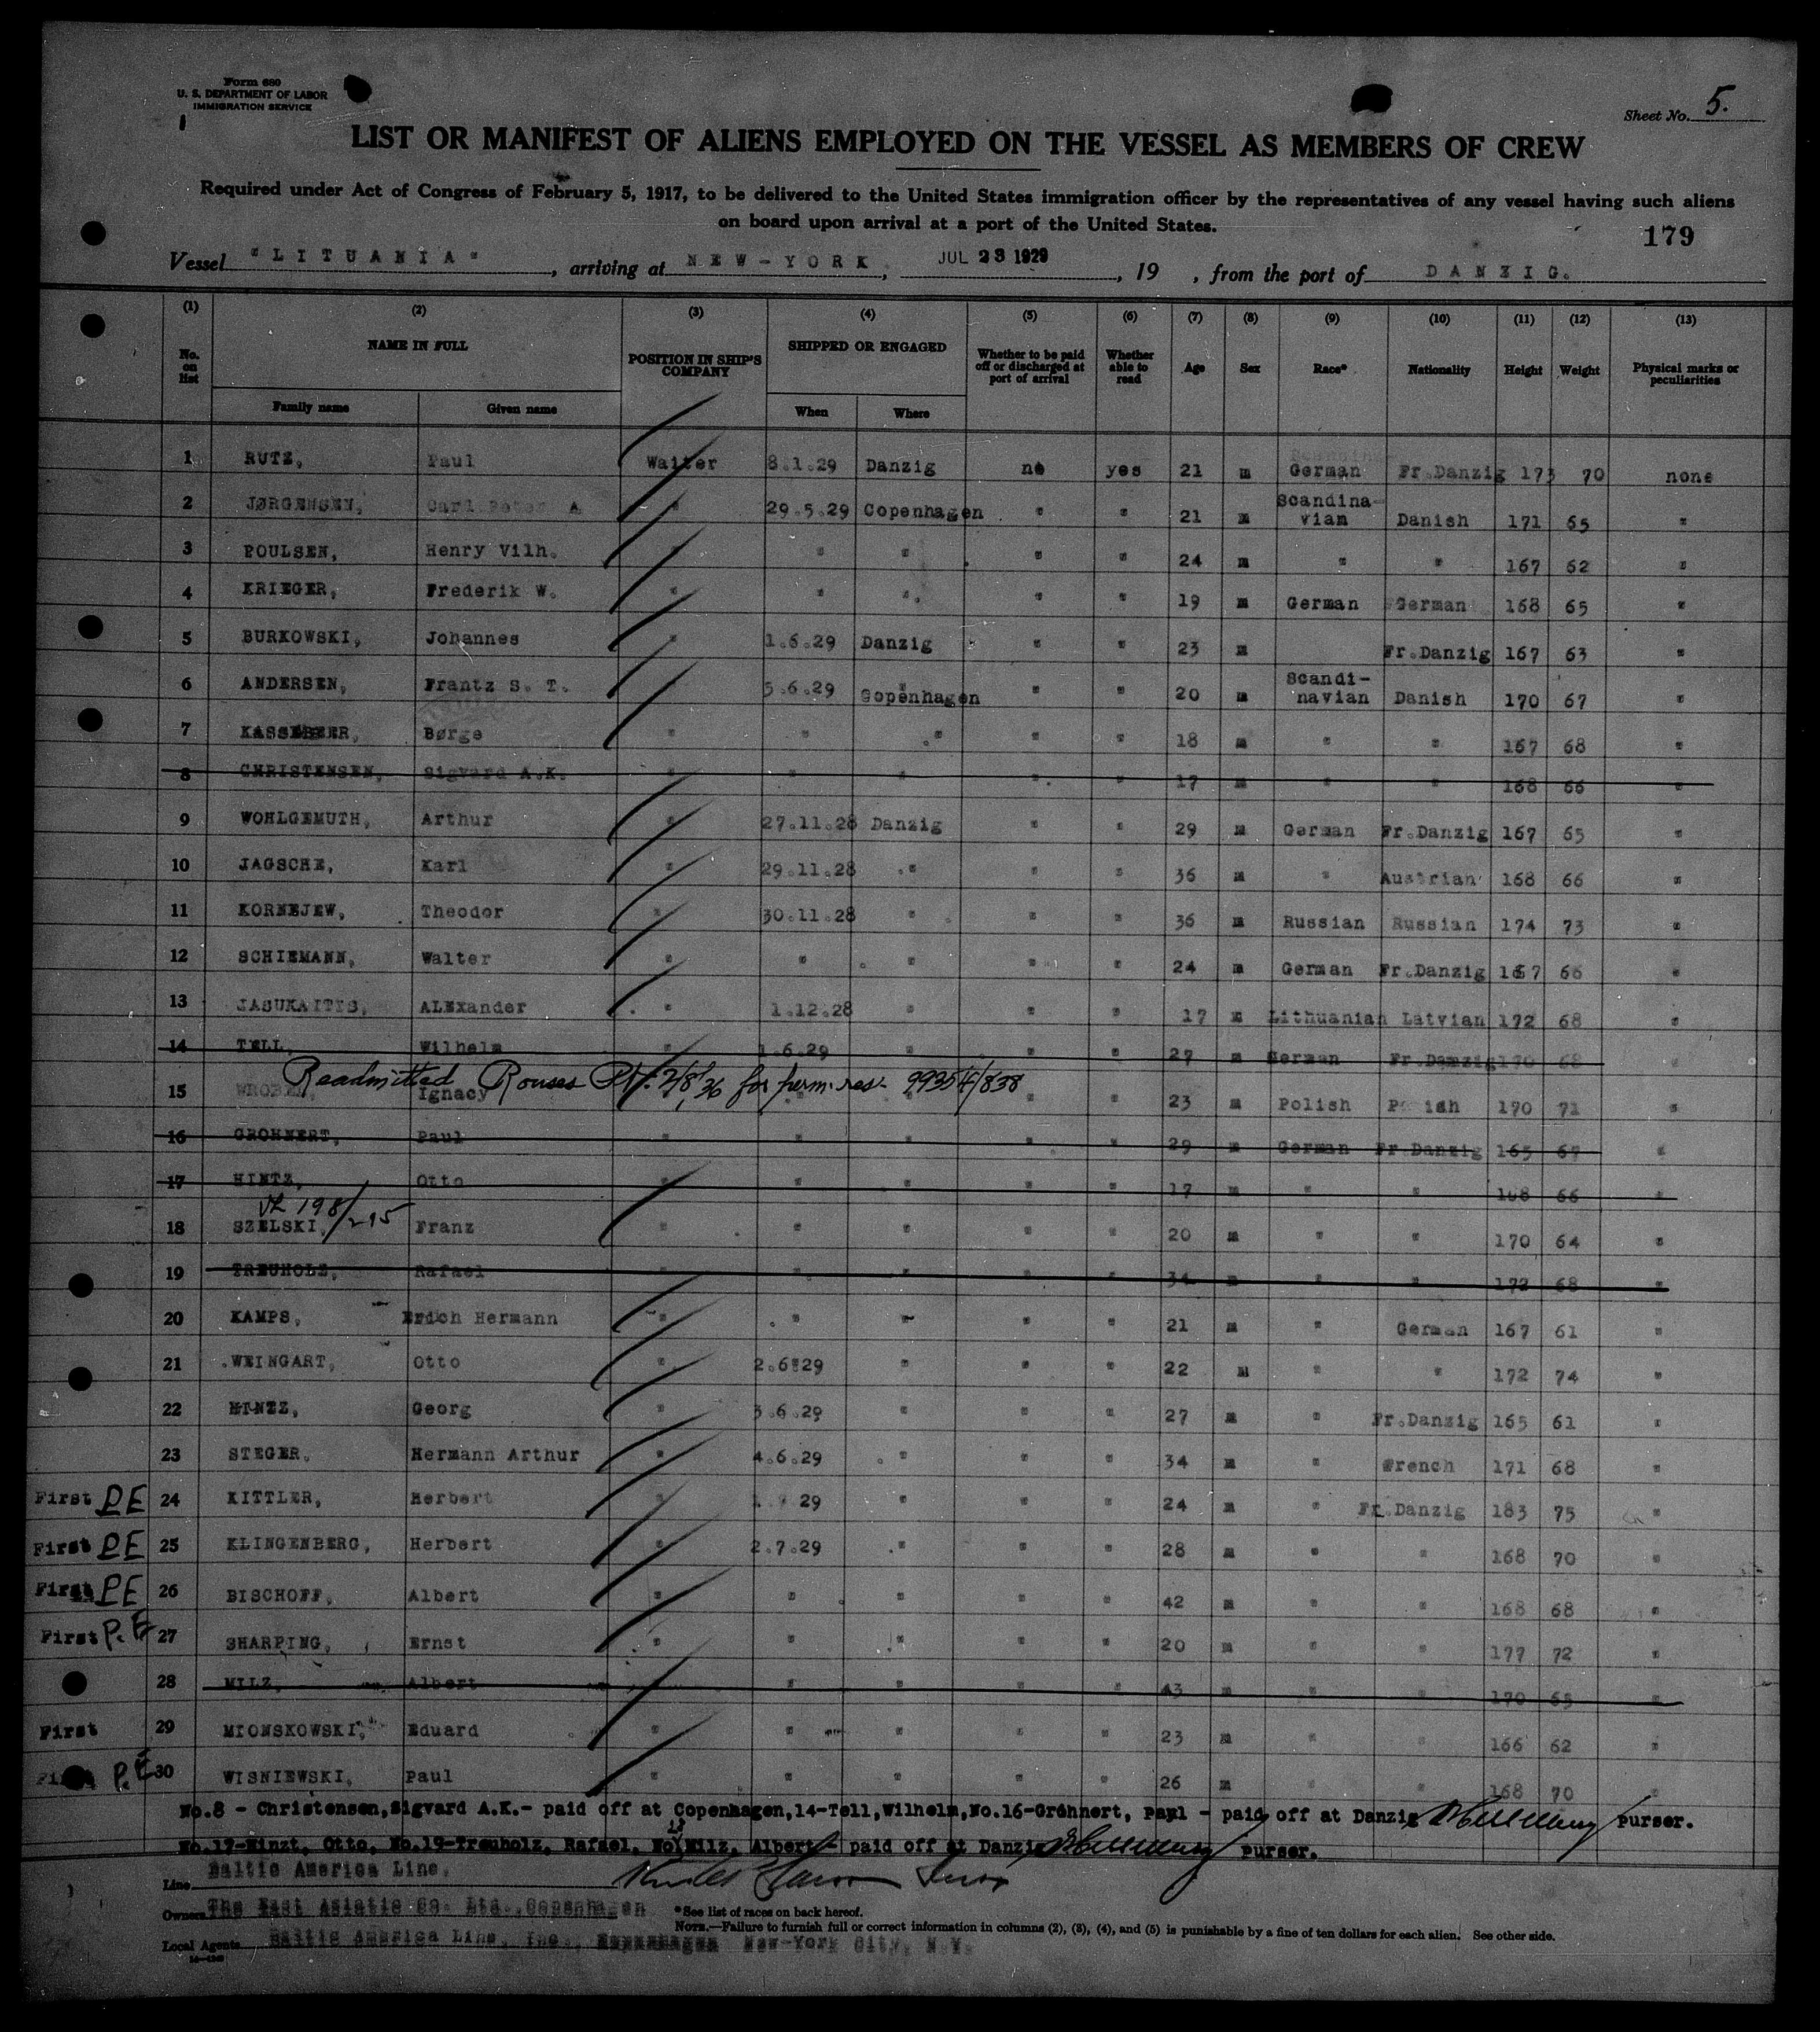 Form 680
U. S. DEPARTMENT OF LABOR
IMMIGRATION SERVICE
Sheet No. 5.
LIST OR MANIFEST OF ALIENS EMPLOYED ON THE VESSEL AS MEMBERS OF CREW
Required under Act of Congress of February 5, 1917, to be delivered to the United States immigration officer by the representatives of any vessel having such aliens
on board upon arrival at a port of the United States.
179
Vessel "LITUANIA", arriving at NEW-YORK, JUL 23 1929, 19 , from the port of DANZIG.
(1) (2) (3) (4) (5) (6) (7) (8) (9) (10) (11) (12) (13)
No. on list NAME IN FULL POSITION IN SHIP'S COMPANY SHIPPED OR ENGAGED Whether to be paid off or discharged at port of arrival Whether able to read Age Sex Race* Nationality Height Weight Physical marks or peculiarities
Family name Given name When Where
1 RUTZ, Paul Waiter 8.1.29 Danzig no yes 21 m German Fr.Danzig 173 70 none
2 JØRGENSEN, Carl Peter A " 29.5.29 Copenhagen " " 21 m Scandinavian Danish 171 65 "
3 POULSEN, Henry Vilh. " " " " " 24 m " " 167 62 "
4 KRIEGER, Frederik W. " " " " " 19 m German German 168 65 "
5 BURKOWSKI, Johannes " 1.6.29 Danzig " " 23 m Fr.Danzig 167 63 "
6 ANDERSEN, Frantz S. T. " 5.6.29 Copenhagen " " 20 m Scandi-navian Danish 170 67 "
7 KASSEBEER, Børge " " " " " 18 m " " 167 68 "
8 CHRISTENSEN, Sigvard A.K. " " " " " 17 m " " 168 66 "
9 WOHLGEMUTH, Arthur " 27.11.28 Danzig " " 29 m German Fr.Danzig 167 65 "
10 JAGSCHE, Karl " 29.11.28 " " " 36 m " Austrian 168 66 "
11 KORNEJEW, Theodor " 30.11.28 " " " 36 m Russian Russian 174 73 "
12 SCHIEMANN, Walter " " " " " 24 m German Fr.Danzig 167 66 "
13 JASUKAITIS, ALExander " 1.12.28 " " " 17 m Lithuanian Latvian 172 68 "
14 TELL, Wilhelm " 1.6.29 " " " 27 m German Fr.Danzig 170 68 "
Readmitted Rouses Pt. 2/8/36 for perm. res. 99354/838
15 WROBEL, Ignacy " " " " 23 m Polish Polish 170 71 "
16 GROHNERT, Paul " " " " " 29 m German Fr.Danzig 165 67 "
17 HINTZ, Otto " " " " " 17 m " " 168 66 "
198/295
18 SZELSKI, Franz " " " " " 20 m " " 170 64 "
19 TREUHOLZ, Rafael " " " " " 34 m " " 172 68 "
20 KAMPS, Erich Hermann " " " " " 21 m " German 167 61 "
21 WEINGART, Otto " 2.6.29 " " " 22 m " " 172 74 "
22 HINTZ, Georg " 3.6.29 " " " 27 m " Fr.Danzig 165 61 "
23 STEGER, Hermann Arthur " 4.6.29 " " " 34 m " French 171 68 "
First PE 24 KITTLER, Herbert " 29 " " " 24 m " Fr.Danzig 183 75 "
First PE 25 KLINGENBERG, Herbert " 2.7.29 " " " 28 m " " 168 70 "
First PE 26 BISCHOFF, Albert " " " " " 42 m " " 168 68 "
First P.E 27 SHARPING, Ernst " " " " " 20 m " " 177 72 "
28 MILZ, Albert " " " " 43 m " " 170 65 "
First 29 MIONSKOWSKI, Eduard " " " " " 23 m " " 166 62 "
First P.E 30 WISNIEWSKI, Paul " " " " " 26 m " " 168 70 "
No.8 - Christensen,Sigvard A.K.- paid off at Copenhagen,14-Tell,Wilhelm,No.16-Grohnert, Paul - paid off at Danzig purser.
No.17-Hinzt, Otto, No.19-Treuholz, Rafael, No 28 Milz, Albert - paid off at Danzig purser.
Line Baltic America Line.
Owners The East Asiatic Co. Ltd.,Copenhagen *See list of races on back hereof.
NOTE.—Failure to furnish full or correct information in columns (2), (3), (4), and (5) is punishable by a fine of ten dollars for each alien. See other side.
Local Agents Baltic America Line, Inc., New-York City, N.Y.